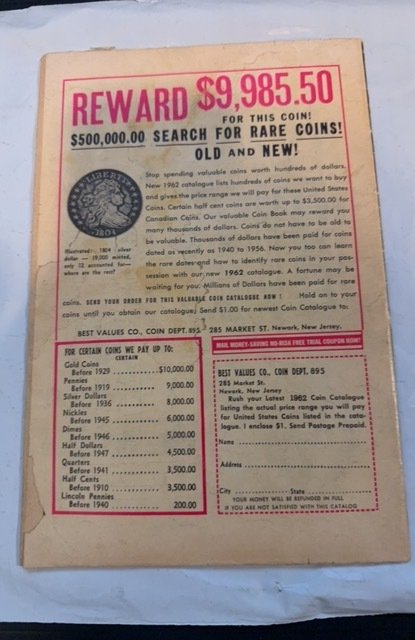 REWARD $9,985.50
FOR THIS COIN!
$500,000.00 SEARCH FOR RARE COINS!
OLD AND NEW!
LIBERTY
1804
Illustrated: 1804 silver
dollar — 19,000 minted,
only 12 accounted for—
where are the rest?
Stop spending valuable coins worth hundreds of dollars.
New 1962 catalogue lists hundreds of coins we want to buy
and gives the price range we will pay for these United States
Coins. Certain half cent coins are worth up to $3,500.00 for
Canadian Coins. Our valuable Coin Book may reward you
many thousands of dollars. Coins do not have to be old to
be valuable. Thousands of dollars have been paid for coins
dated as recently as 1940 to 1956. Now you too can learn
the rare dates and how to identify rare coins in your pos-
session with our new 1962 catalogue. A fortune may be
waiting for you. Millions of Dollars have been paid for rare
coins. SEND YOUR ORDER FOR THIS VALUABLE COIN CATALOGUE NOW! Hold on to your
coins until you obtain our catalogue. Send $1.00 for newest Coin Catalogue to:
BEST VALUES CO., COIN DEPT. 895, 285 MARKET ST. Newark, New Jersey.
FOR CERTAIN COINS WE PAY UP TO:
CERTAIN
Gold Coins
Before 1929 ............ $10,000.00
Pennies
Before 1919 ............ 9,000.00
Silver Dollars
Before 1936 ............ 8,000.00
Nickles
Before 1945 ............ 6,000.00
Dimes
Before 1946 ............ 5,000.00
Half Dollars
Before 1947 ............ 4,500.00
Quarters
Before 1941 ............ 3,500.00
Half Cents
Before 1910 ............ 3,500.00
Lincoln Pennies
Before 1940 ............ 200.00
MAIL MONEY-SAVING NO-RISK FREE TRIAL COUPON NOW!
BEST VALUES CO., COIN DEPT. 895
285 Market St.
Newark, New Jersey
Rush your Latest 1962 Coin Catalogue
listing the actual price range you will pay
for United States Coins listed in the cata-
logue. I enclose $1. Send Postage Prepaid.
Name
Address
City State
YOUR MONEY WILL BE REFUNDED IN FULL
IF YOU ARE NOT SATISFIED WITH THIS CATALOG